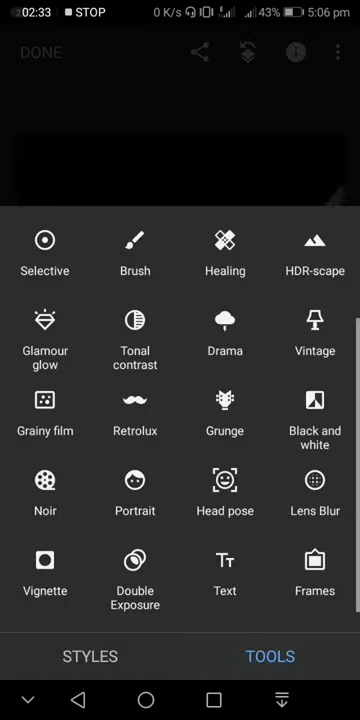 02:33 STOP 0 K/s 43% 5:06 pm
DONE
Selective Brush Healing HDR-scape
Glamour glow Tonal contrast Drama Vintage
Grainy film Retrolux Grunge Black and white
Noir Portrait Head pose Lens Blur
Vignette Double Exposure Text Frames
STYLES TOOLS